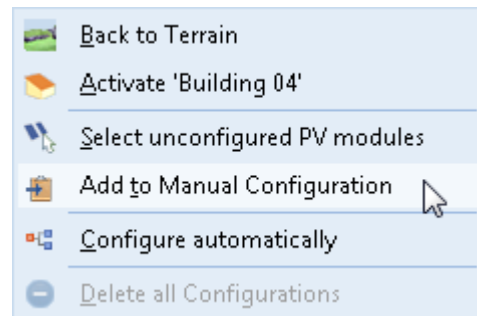 Back to Terrain
Activate 'Building 04'
Select unconfigured PV modules
Add to Manual Configuration
Configure automatically
Delete all Configurations